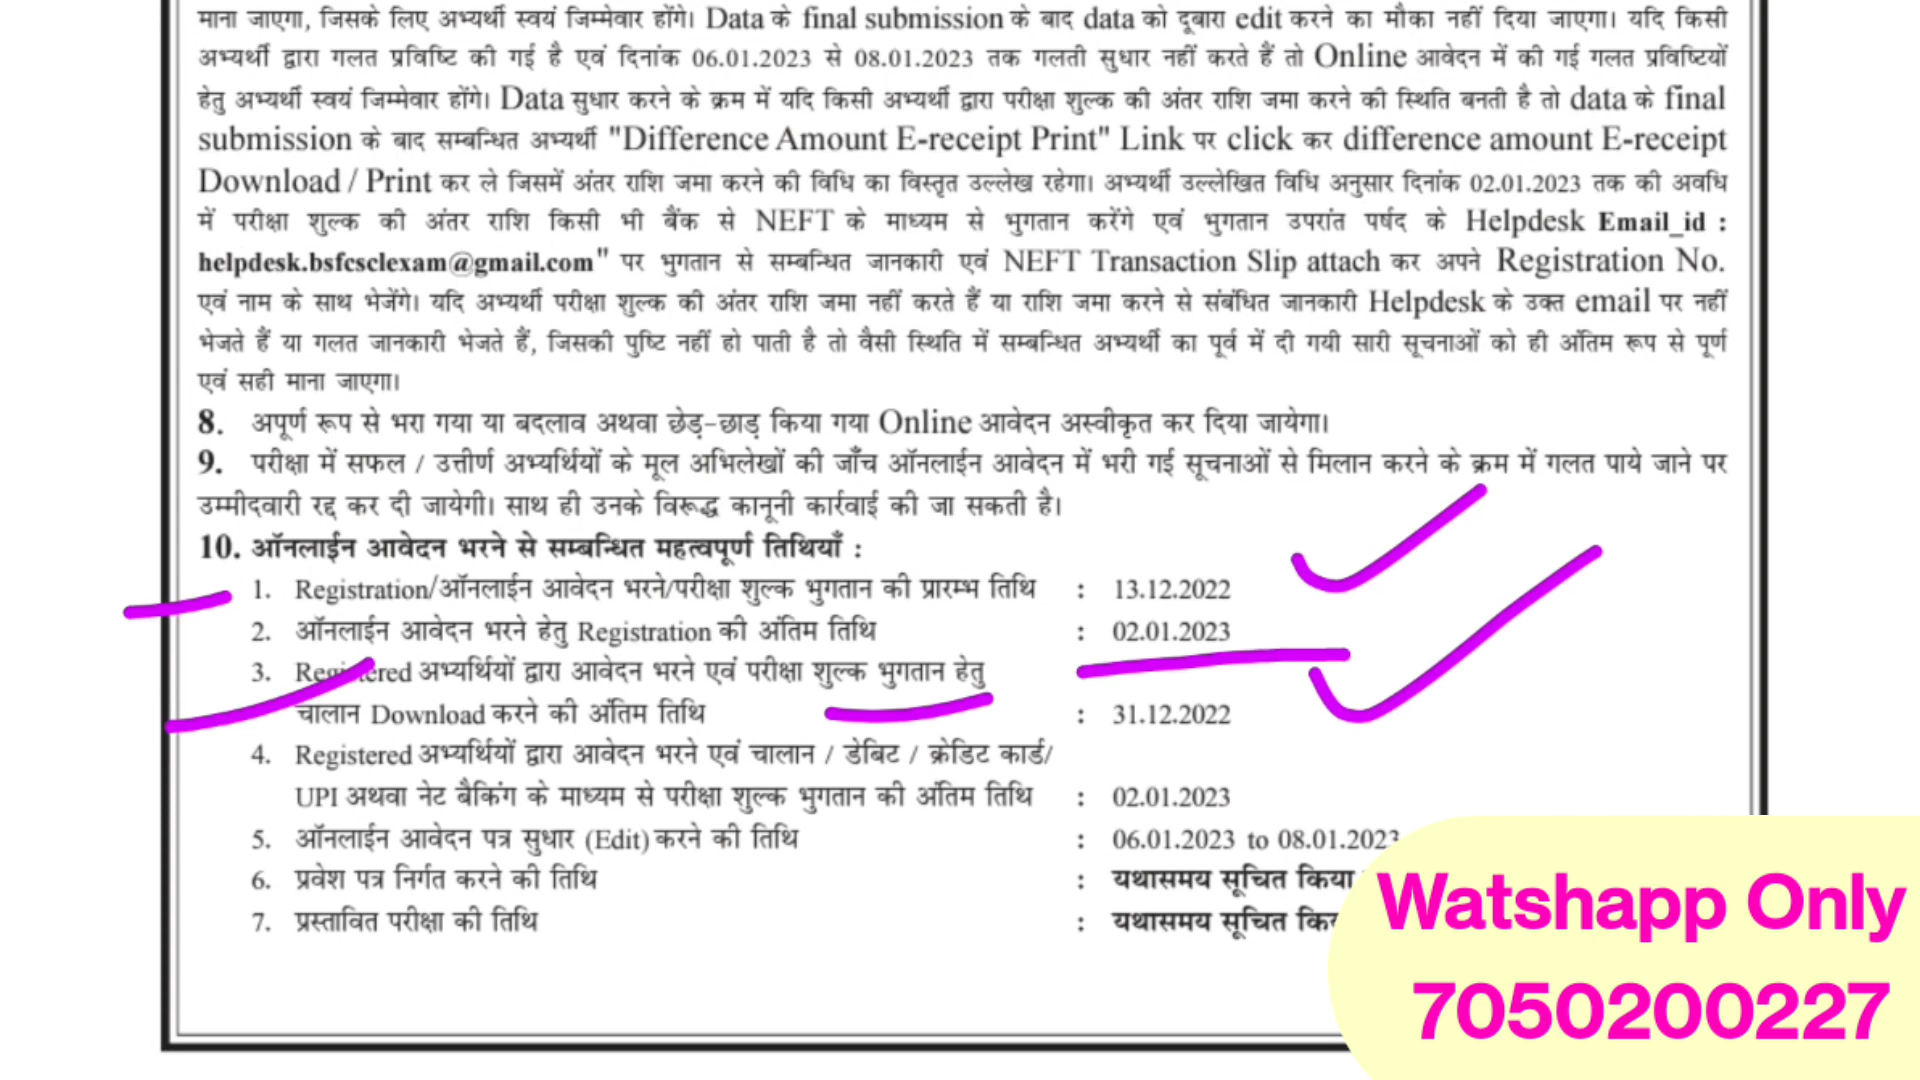 माना जाएगा, जिसके लिए अभ्यर्थी स्वयं जिम्मेवार होंगे। Data के final submission के बाद data को दूबारा edit करने का मौका नहीं दिया जाएगा। यदि किसी
अभ्यर्थी द्वारा गलत प्रविष्टि की गई है एवं दिनांक 06.01.2023 से 08.01.2023 तक गलती सुधार नहीं करते हैं तो Online आवेदन में की गई गलत प्रविष्टियों
हेतु अभ्यर्थी स्वयं जिम्मेवार होंगे। Data सुधार करने के क्रम में यदि किसी अभ्यर्थी द्वारा परीक्षा शुल्क की अंतर राशि जमा करने की स्थिति बनती है तो data के final
submission के बाद सम्बन्धित अभ्यर्थी "Difference Amount E-receipt Print" Link पर click कर difference amount E-receipt
Download / Print कर ले जिसमें अंतर राशि जमा करने की विधि का विस्तृत उल्लेख रहेगा। अभ्यर्थी उल्लेखित विधि अनुसार दिनांक 02.01.2023 तक की अवधि
में परीक्षा शुल्क की अंतर राशि किसी भी बैंक से NEFT के माध्यम से भुगतान करेंगे एवं भुगतान उपरांत पर्षद के Helpdesk Email_id :
helpdesk.bsfcsclexam@gmail.com" पर भुगतान से सम्बन्धित जानकारी एवं NEFT Transaction Slip attach कर अपने Registration No.
एवं नाम के साथ भेजेंगे। यदि अभ्यर्थी परीक्षा शुल्क की अंतर राशि जमा नहीं करते हैं या राशि जमा करने से संबंधित जानकारी Helpdesk के उक्त email पर नहीं
भेजते हैं या गलत जानकारी भेजते हैं, जिसकी पुष्टि नहीं हो पाती है तो वैसी स्थिति में सम्बन्धित अभ्यर्थी का पूर्व में दी गयी सारी सूचनाओं को ही अंतिम रूप से पूर्ण
एवं सही माना जाएगा।
8. अपूर्ण रूप से भरा गया या बदलाव अथवा छेड़-छाड़ किया गया Online आवेदन अस्वीकृत कर दिया जायेगा।
9. परीक्षा में सफल / उत्तीर्ण अभ्यर्थियों के मूल अभिलेखों की जाँच ऑनलाईन आवेदन में भरी गई सूचनाओं से मिलान करने के क्रम में गलत पाये जाने पर
उम्मीदवारी रद्द कर दी जायेगी। साथ ही उनके विरूद्ध कानूनी कार्रवाई की जा सकती है।
10. ऑनलाईन आवेदन भरने से सम्बन्धित महत्वपूर्ण तिथियाँ :
1. Registration/ऑनलाईन आवेदन भरने/परीक्षा शुल्क भुगतान की प्रारम्भ तिथि : 13.12.2022
2. ऑनलाईन आवेदन भरने हेतु Registration की अंतिम तिथि : 02.01.2023
3. Registered अभ्यर्थियों द्वारा आवेदन भरने एवं परीक्षा शुल्क भुगतान हेतु
चालान Download करने की अंतिम तिथि : 31.12.2022
4. Registered अभ्यर्थियों द्वारा आवेदन भरने एवं चालान / डेबिट / क्रेडिट कार्ड/
UPI अथवा नेट बैकिंग के माध्यम से परीक्षा शुल्क भुगतान की अंतिम तिथि : 02.01.2023
5. ऑनलाईन आवेदन पत्र सुधार (Edit) करने की तिथि : 06.01.2023 to 08.01.2023
6. प्रवेश पत्र निर्गत करने की तिथि : यथासमय सूचित किया
7. प्रस्तावित परीक्षा की तिथि : यथासमय सूचित
Watshapp Only
7050200227